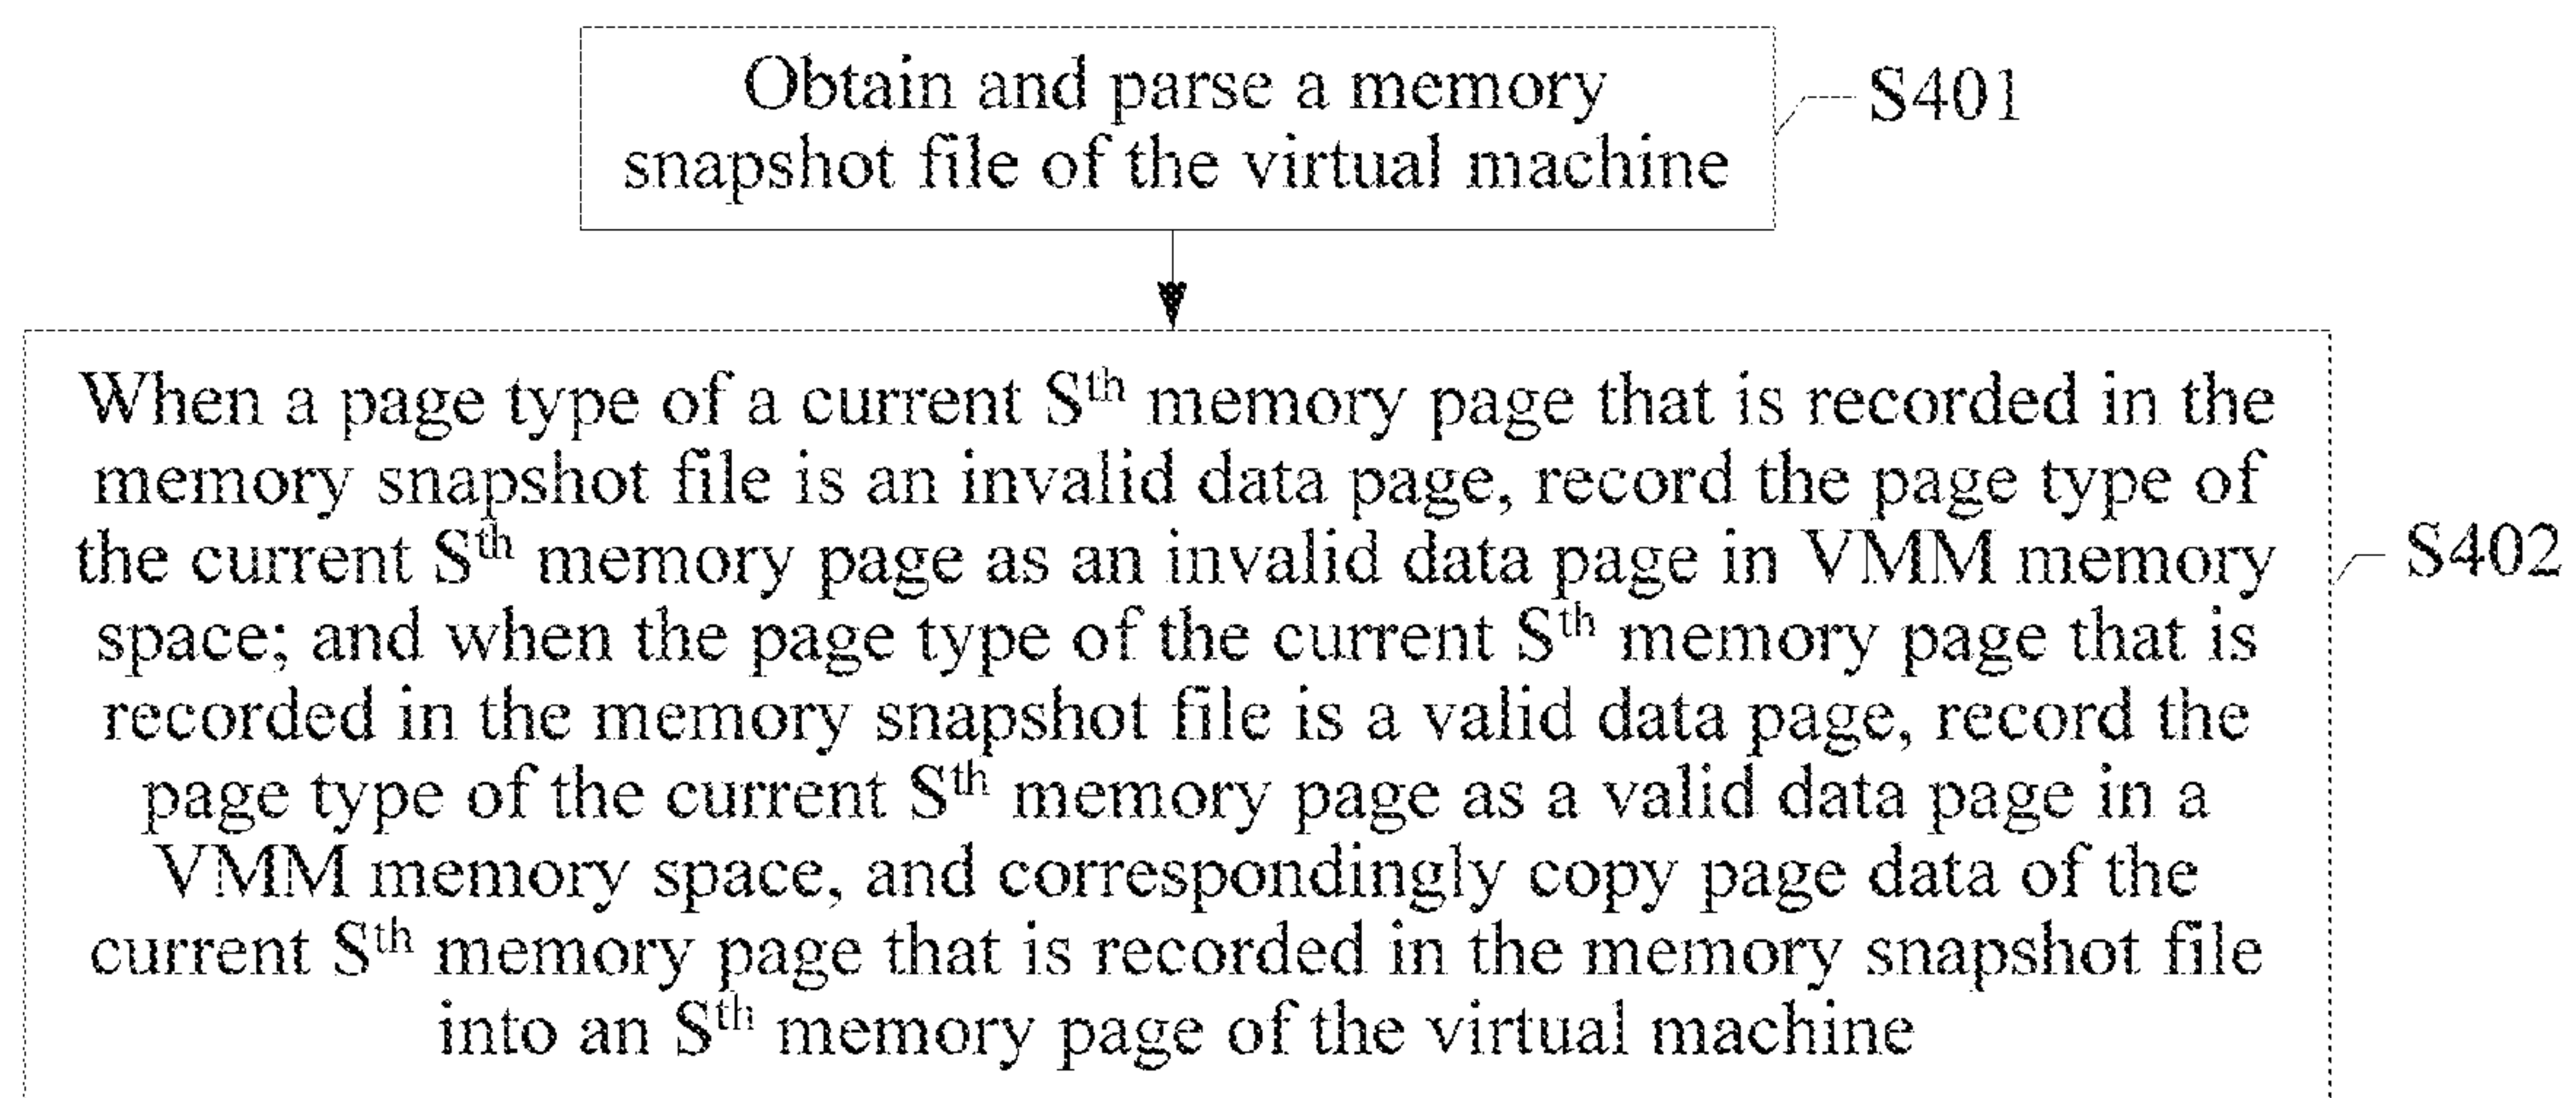 Obtain and parse a memory
snapshot file of the virtual machine
S401
When a page type of a current Sth memory page that is recorded in the
memory snapshot file is an invalid data page, record the page type of
the current Sth memory page as an invalid data page in VMM memory
space; and when the page type of the current Sth memory page that is
recorded in the memory snapshot file is a valid data page, record the
page type of the current Sth memory page as a valid data page in a
VMM memory space, and correspondingly copy page data of the
current Sth memory page that is recorded in the memory snapshot file
into an Sth memory page of the virtual machine
S402